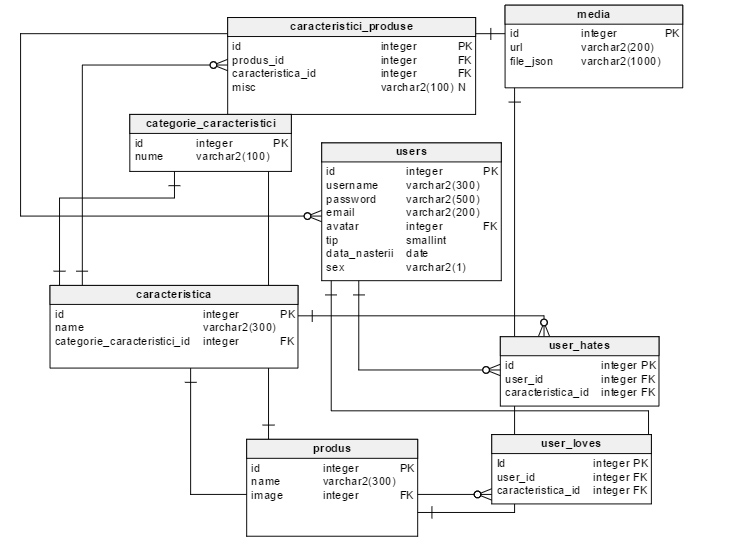 caracteristici_produse
id integer PK
produs_id integer FK
caracteristica_id integer FK
misc varchar2(100) N
media
id integer PK
url varchar2(200)
file_json varchar2(1000)
categorie_caracteristici
id integer PK
nume varchar2(100)
users
id integer PK
username varchar2(300)
password varchar2(500)
email varchar2(200)
avatar integer FK
tip smallint
data_nasterii date
sex varchar2(1)
caracteristica
id integer PK
name varchar2(300)
categorie_caracteristici_id integer FK
user_hates
id integer PK
user_id integer FK
caracteristica_id integer FK
produs
id integer PK
name varchar2(300)
image integer FK
user_loves
Id integer PK
user_id integer FK
caracteristica_id integer FK